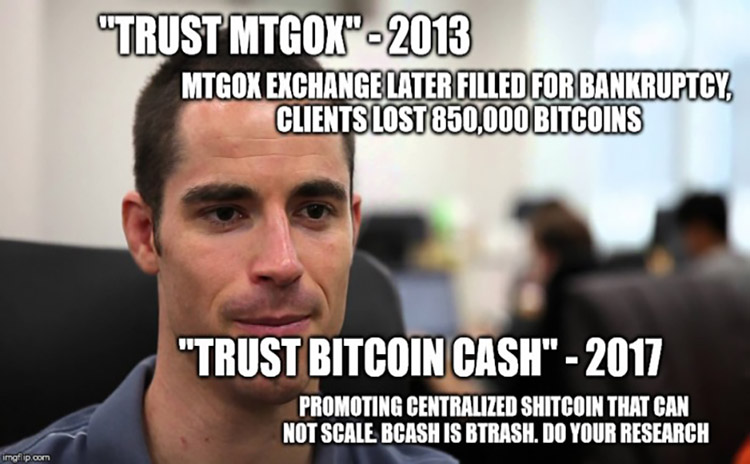 "TRUST MTGOX" - 2013
MTGOX EXCHANGE LATER FILLED FOR BANKRUPTCY,
CLIENTS LOST 850,000 BITCOINS
"TRUST BITCOIN CASH" - 2017
PROMOTING CENTRALIZED SHITCOIN THAT CAN
NOT SCALE. BCASH IS BTRASH. DO YOUR RESEARCH
imgflip.com